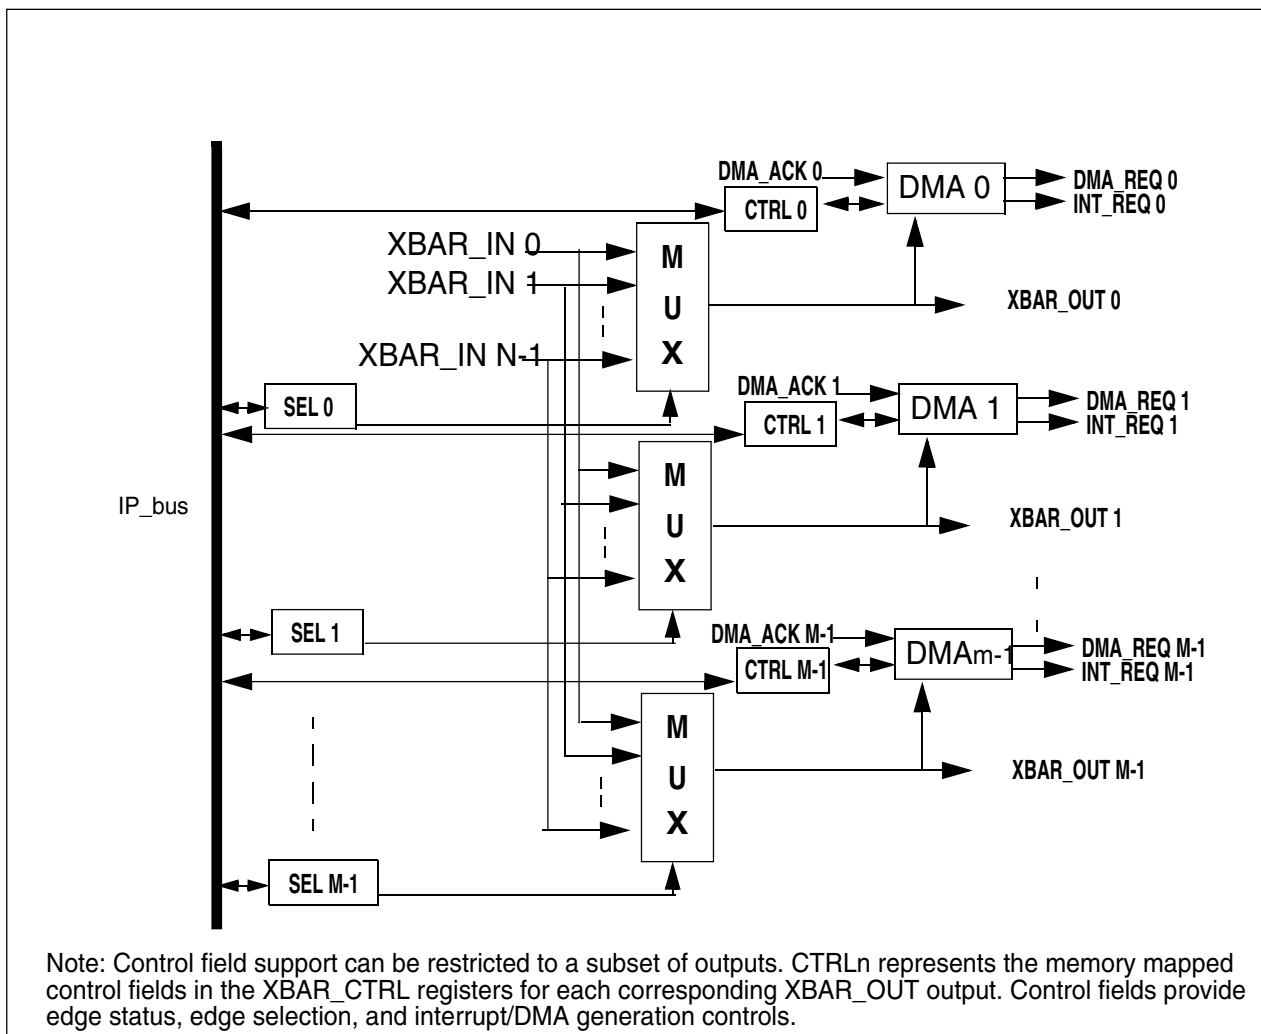 DMA_ACK 0
DMA 0
DMA_REQ 0
CTRL 0
INT_REQ 0
XBAR_IN 0
XBAR_IN 1
M
U
X
XBAR_OUT 0
XBAR_IN N-1
SEL 0
DMA_ACK 1
DMA 1
DMA_REQ 1
CTRL 1
INT_REQ 1
IP_bus
M
U
X
XBAR_OUT 1
SEL 1
DMA_ACK M-1
DMAm-1
DMA_REQ M-1
CTRL M-1
INT_REQ M-1
M
U
X
XBAR_OUT M-1
SEL M-1
Note: Control field support can be restricted to a subset of outputs. CTRLn represents the memory mapped
control fields in the XBAR_CTRL registers for each corresponding XBAR_OUT output. Control fields provide
edge status, edge selection, and interrupt/DMA generation controls.